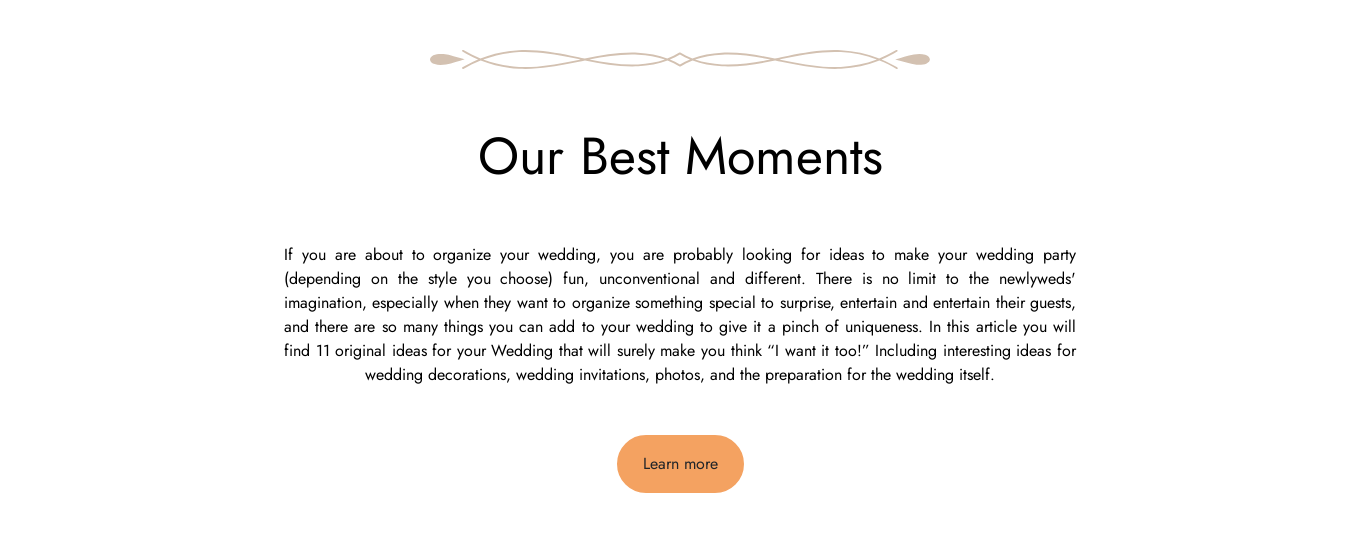 Our Best Moments
If you are about to organize your wedding, you are probably looking for ideas to make your wedding party
(depending on the style you choose) fun, unconventional and different. There is no limit to the newlyweds'
imagination, especially when they want to organize something special to surprise, entertain and entertain their guests,
and there are so many things you can add to your wedding to give it a pinch of uniqueness. In this article you will
find 11 original ideas for your Wedding that will surely make you think “I want it too!” Including interesting ideas for
wedding decorations, wedding invitations, photos, and the preparation for the wedding itself.
Learn more